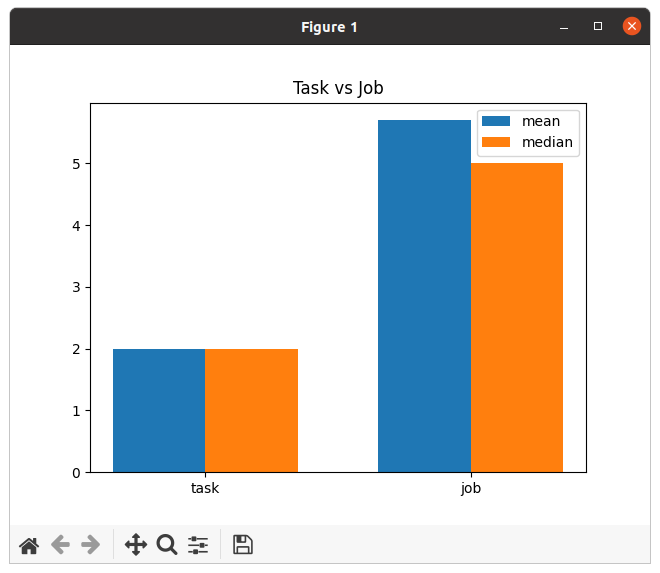 Figure 1
Task vs Job
mean
median
5
4
3
2
1
0
task
job